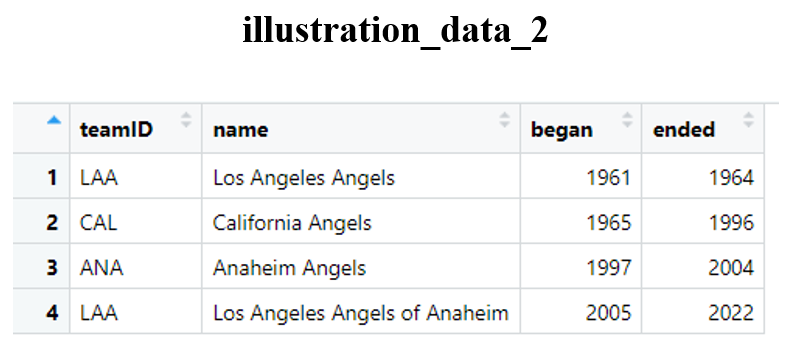 illustration_data_2
teamID name began ended
1 LAA Los Angeles Angels 1961 1964
2 CAL California Angels 1965 1996
3 ANA Anaheim Angels 1997 2004
4 LAA Los Angeles Angels of Anaheim 2005 2022